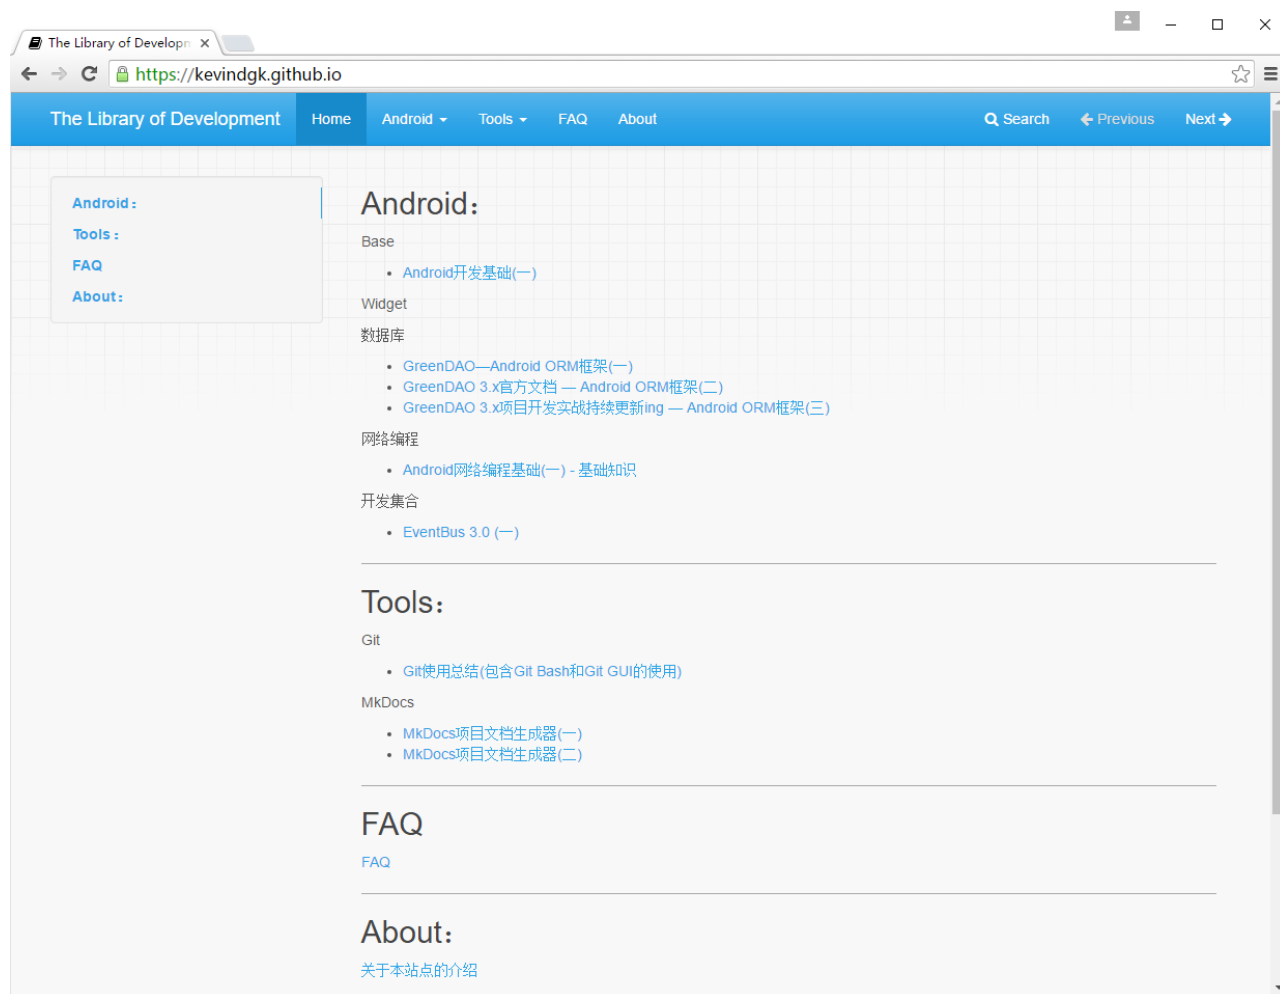 The Library of Developn
https://kevindgk.github.io
The Library of Development Home Android Tools FAQ About Search Previous Next
Android：
Tools：
FAQ
About：
Android：
Base
Android开发基础(一)
Widget
数据库
GreenDAO—Android ORM框架(一)
GreenDAO 3.x官方文档 — Android ORM框架(二)
GreenDAO 3.x项目开发实战持续更新ing — Android ORM框架(三)
网络编程
Android网络编程基础(一) - 基础知识
开发集合
EventBus 3.0 (一)
Tools：
Git
Git使用总结(包含Git Bash和Git GUI的使用)
MkDocs
MkDocs项目文档生成器(一)
MkDocs项目文档生成器(二)
FAQ
FAQ
About：
关于本站点的介绍